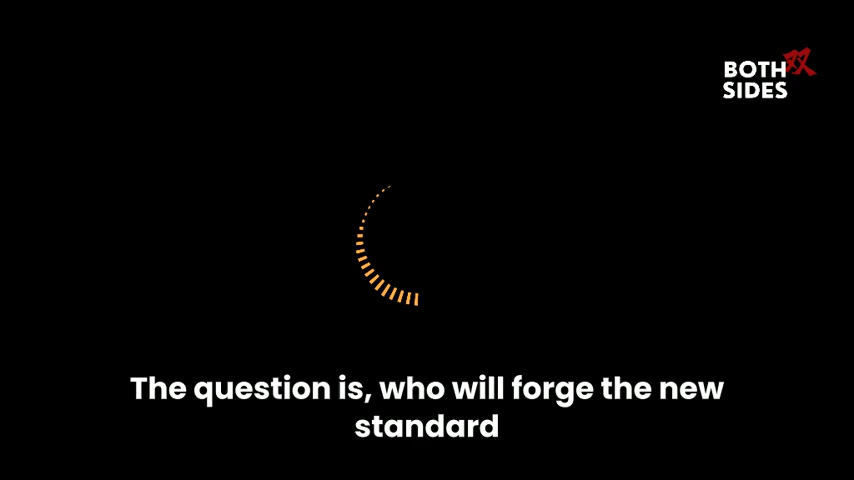 BOTH双
SIDES
The question is, who will forge the new
standard